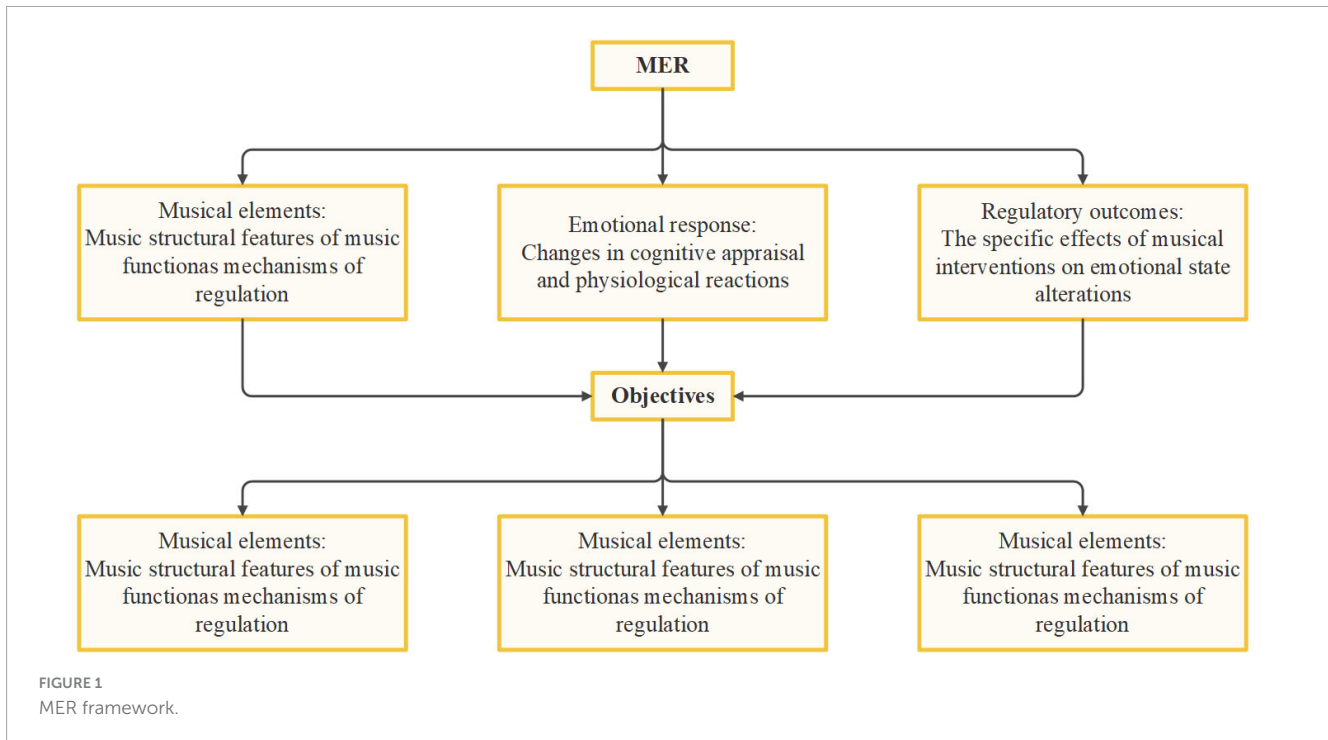 MER
Musical elements:
Music structural features of music
functionas mechanisms of
regulation
Emotional response:
Changes in cognitive appraisal
and physiological reactions
Regulatory outcomes:
The specific effects of musical
interventions on emotional state
alterations
Objectives
Musical elements:
Music structural features of music
functionas mechanisms of
regulation
Musical elements:
Music structural features of music
functionas mechanisms of
regulation
Musical elements:
Music structural features of music
functionas mechanisms of
regulation
FIGURE 1
MER framework.